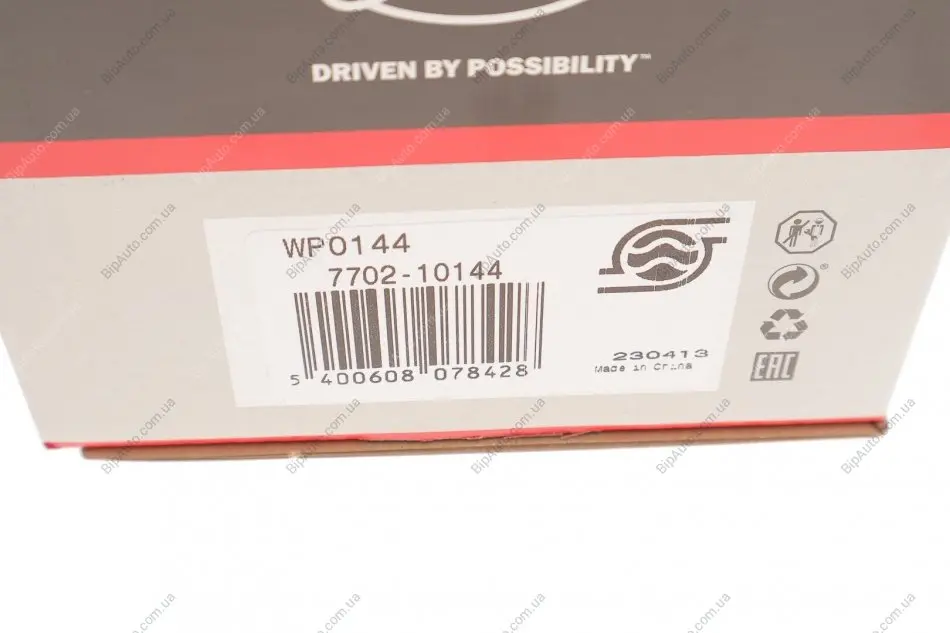 DRIVEN BY POSSIBILITY™
WP0144
7702-10144
5 400608 078428
230413
Made in China
EAC
BipAuto.com.ua